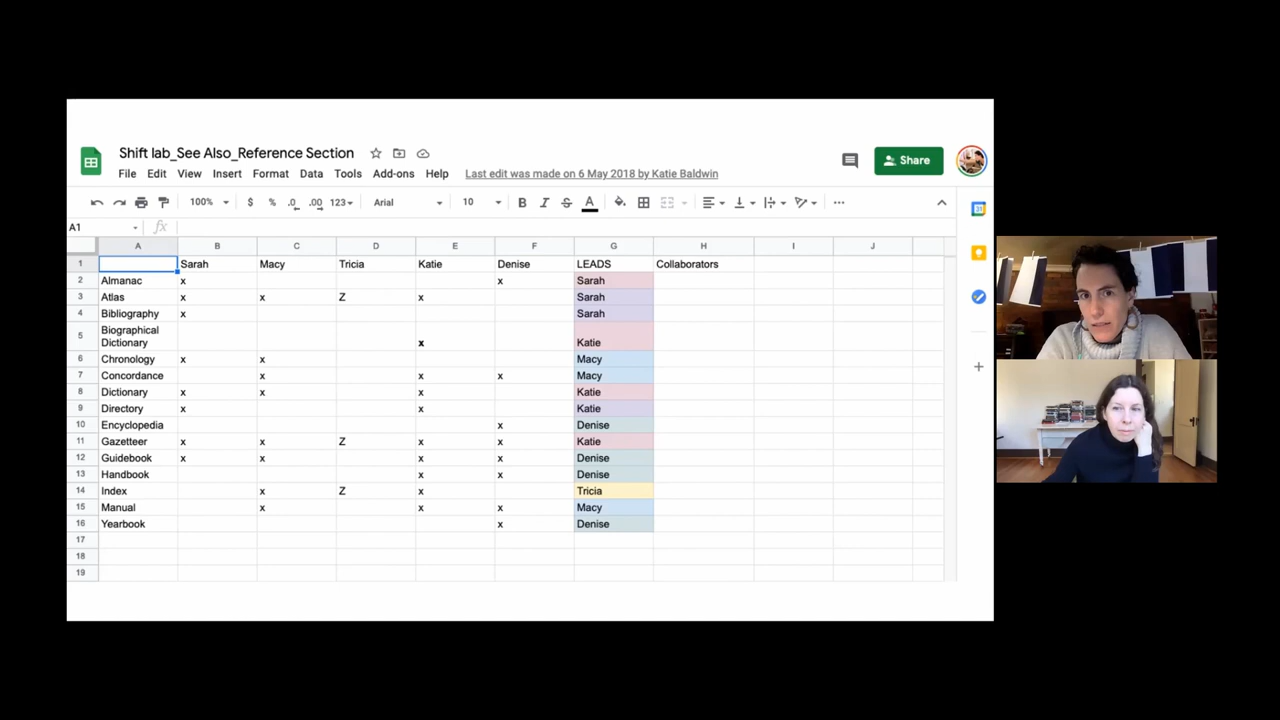 Shift lab_See Also_Reference Section
File Edit View Insert Format Data Tools Add-ons Help Last edit was made on 6 May 2018 by Katie Baldwin
Share
100% $ % .0 .00 123 Arial 10 B I S A ...
A1 fx
A B C D E F G H I J
1 Sarah Macy Tricia Katie Denise LEADS Collaborators
2 Almanac x x Sarah
3 Atlas x x Z x Sarah
4 Bibliography x Sarah
Biographical
5 Dictionary x Katie
6 Chronology x x Macy
7 Concordance x x x Macy
8 Dictionary x x x Katie
9 Directory x x Katie
10 Encyclopedia x Denise
11 Gazetteer x x Z x x Katie
12 Guidebook x x x x Denise
13 Handbook x x Denise
14 Index x Z x Tricia
15 Manual x x x Macy
16 Yearbook x Denise
17
18
19